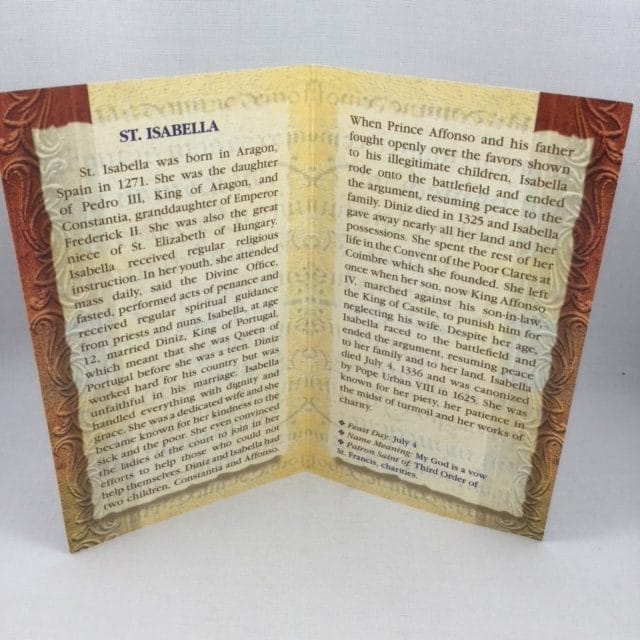 ST. ISABELLA
St. Isabella was born in Aragon,
Spain in 1271. She was the daughter
of Pedro III, King of Aragon, and
Constantia, granddaughter of Emperor
Frederick II. She was also the great
niece of St. Elizabeth of Hungary.
Isabella received regular religious
instruction. In her youth, she attended
mass daily, said the Divine Office,
fasted, performed acts of penance and
received regular spiritual guidance
from priests and nuns. Isabella, at age
12, married Diniz, King of Portugal,
which meant that she was Queen of
Portugal before she was a teen. Diniz
worked hard for his country but was
unfaithful in his marriage. Isabella
handled everything with dignity and
grace. She was a dedicated wife and she
became known for her kindness to the
sick and the poor. She even convinced
the ladies of the court to join in her
efforts to help those who could not
help themselves. Diniz and Isabella had
two children, Constantia and Affonso.
When Prince Affonso and his father
fought openly over the favors shown
to his illegitimate children, Isabella
rode onto the battlefield and ended
the argument, resuming peace to the
family. Diniz died in 1325 and Isabella
gave away nearly all her land and her
possessions. She spent the rest of her
life in the Convent of the Poor Clares at
Coimbre which she founded. She left
once when her son, now King Affonso
IV, marched against his son-in-law,
the King of Castile, to punish him for
neglecting his wife. Despite her age,
Isabella raced to the battlefield and
ended the argument, resuming peace
to her family and to her land. Isabella
died July 4, 1336 and was canonized
by Pope Urban VIII in 1625. She was
known for her piety, her patience in
the midst of turmoil and her works of
charity.
❖ Feast Day: July 4
❖ Name Meaning: My God is a vow
❖ Patron Saint of: Third Order of
St. Francis, charities.